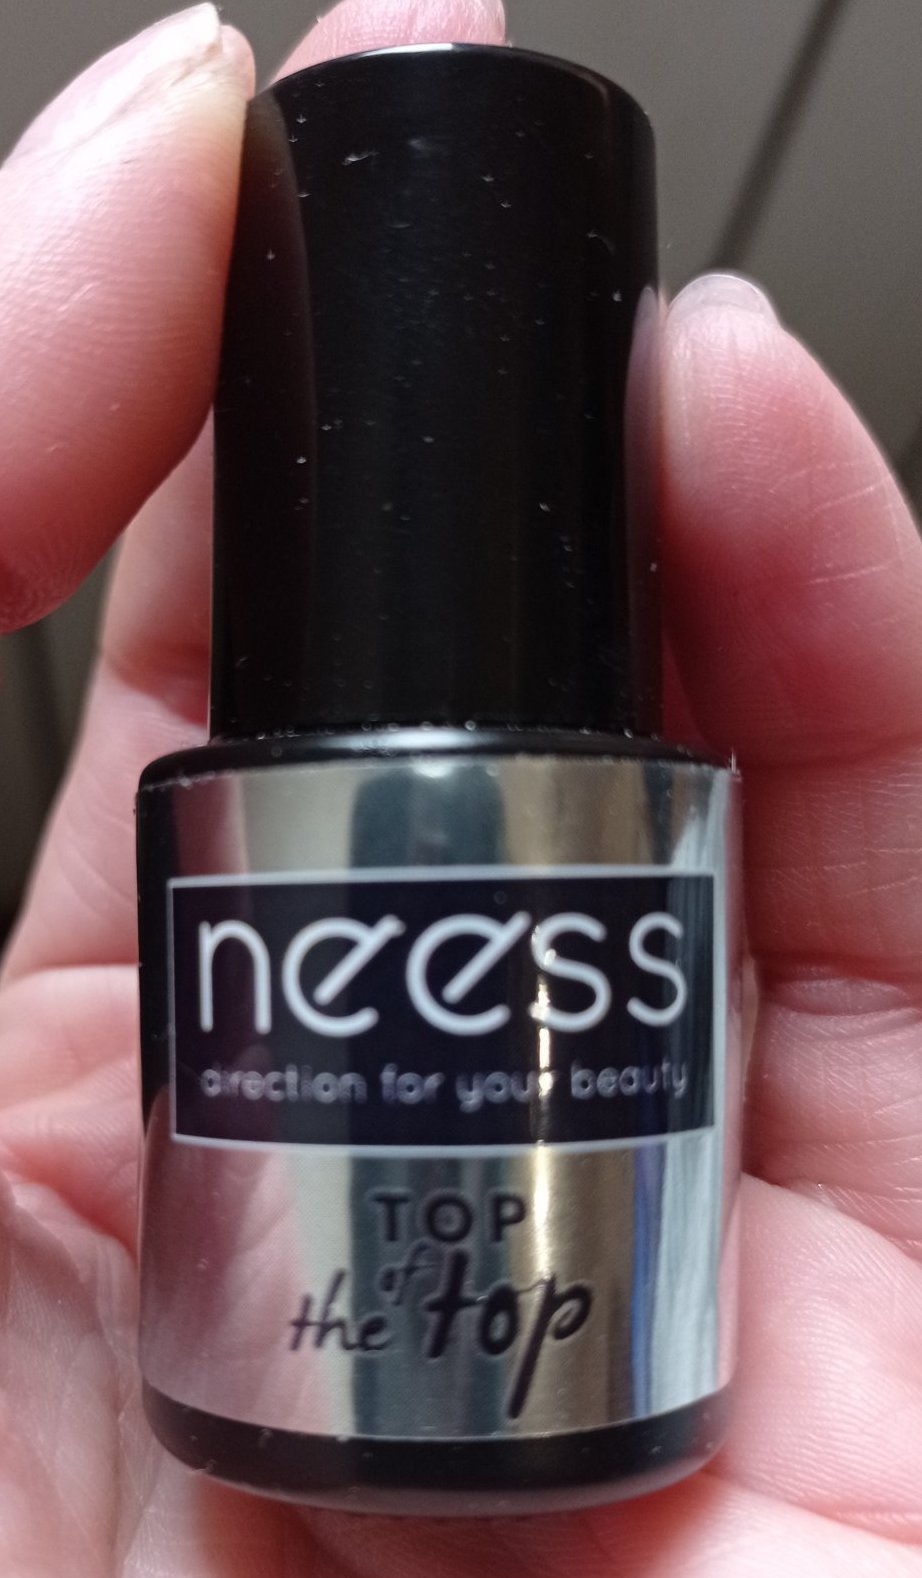 neess
direction for your beauty
TOP
of
the top